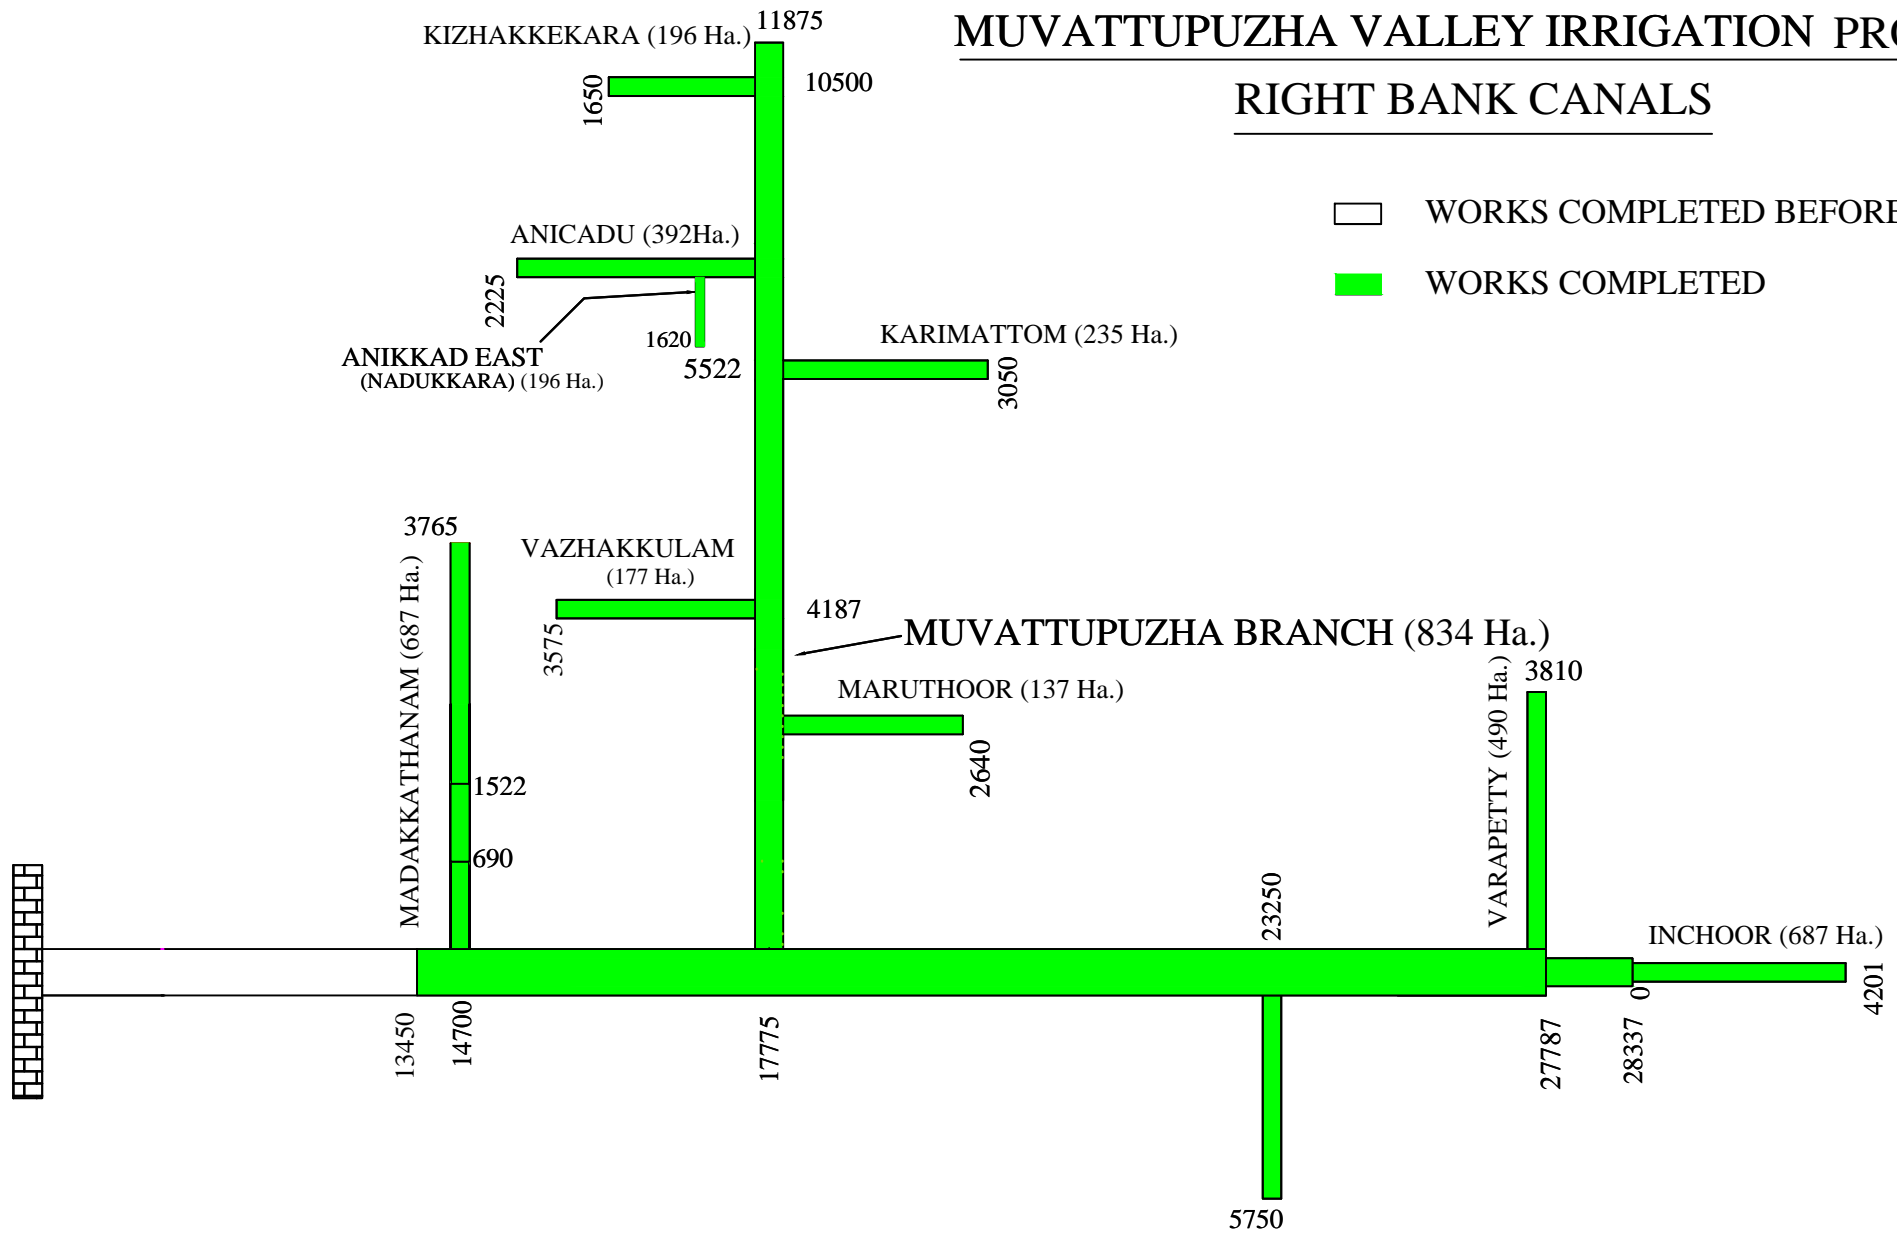 MUVATTUPUZHA VALLEY IRRIGATION PRO
RIGHT BANK CANALS
WORKS COMPLETED BEFORE
WORKS COMPLETED
KIZHAKKEKARA (196 Ha.)
11875
10500
1650
ANICADU (392Ha.)
2225
1620
ANIKKAD EAST
(NADUKKARA) (196 Ha.)
5522
KARIMATTOM (235 Ha.)
3050
3765
MADAKKATHANAM (687 Ha.)
VAZHAKKULAM
(177 Ha.)
3575
4187
MUVATTUPUZHA BRANCH (834 Ha.)
MARUTHOOR (137 Ha.)
2640
1522
690
VARAPETTY (490 Ha.)
3810
23250
INCHOOR (687 Ha.)
4201
0
13450
14700
17775
27787
28337
5750